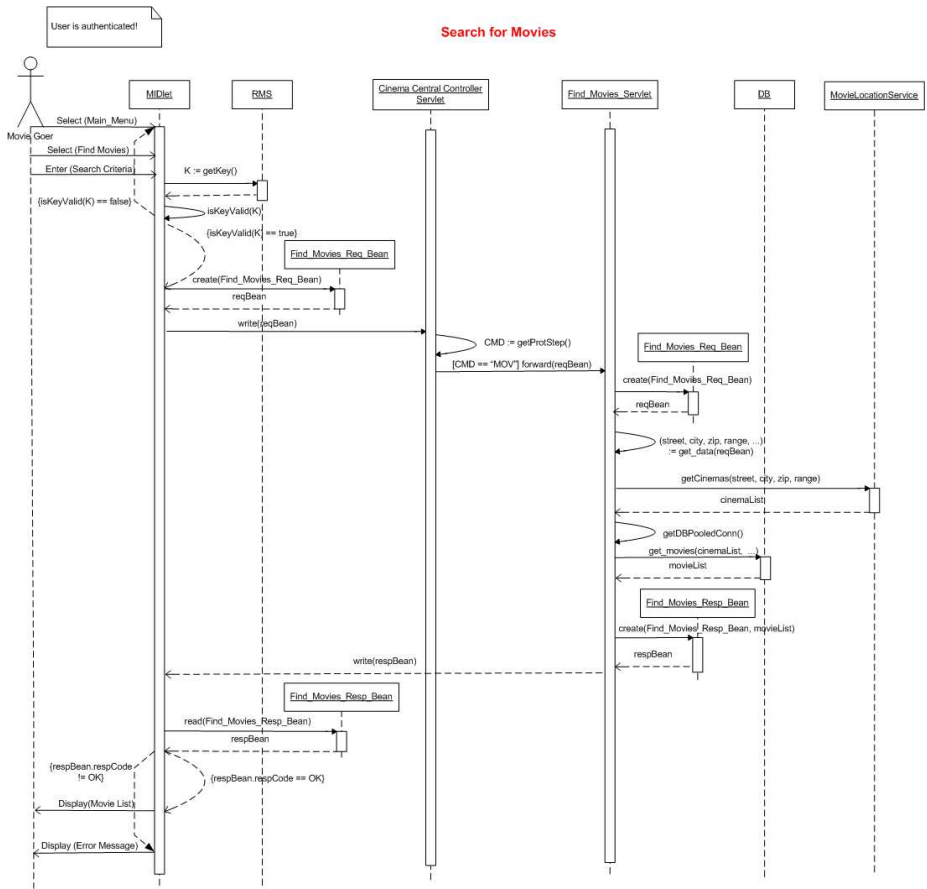 User is authenticated!
Search for Movies
MIDlet
RMS
Cinema Central Controller
Servlet
Find_Movies_Servlet
DB
MovieLocationService
Select (Main_Menu)
Movie Goer
Select (Find Movies)
Enter (Search Criteria)
K := getKey()
{isKeyValid(K) == false}
isKeyValid(K)
{isKeyValid(K) == true}
Find_Movies_Req_Bean
create(Find_Movies_Req_Bean)
reqBean
write(reqBean)
CMD := getProtStep()
Find_Movies_Req_Bean
[CMD == “MOV”] forward(reqBean)
create(Find_Movies_Req_Bean)
reqBean
(street, city, zip, range, ...)
:= get_data(reqBean)
getCinemas(street, city, zip, range)
cinemaList
getDBPooledConn()
get_movies(cinemaList, ...)
movieList
Find_Movies_Resp_Bean
create(Find_Movies_Resp_Bean, movieList)
respBean
write(respBean)
Find_Movies_Resp_Bean
read(Find_Movies_Resp_Bean)
respBean
{respBean.respCode
!= OK}
{respBean.respCode == OK}
Display(Movie List)
Display (Error Message)